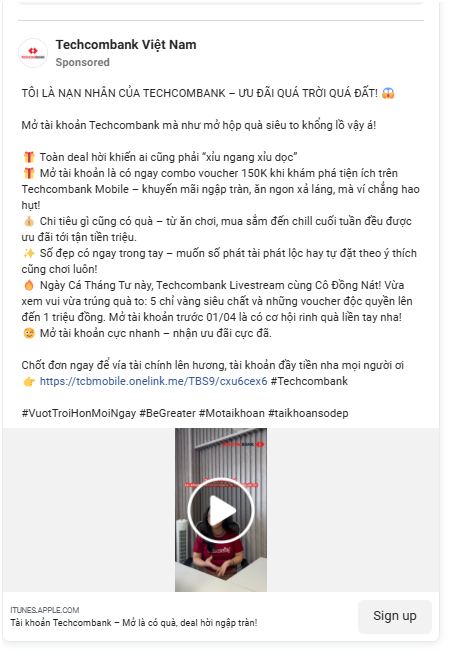 Techcombank Việt Nam
Sponsored
TÔI LÀ NẠN NHÂN CỦA TECHCOMBANK – ƯU ĐÃI QUÁ TRỜI QUÁ ĐẤT! 😱
Mở tài khoản Techcombank mà như mở hộp quà siêu to khổng lồ vậy á!
🎁 Toàn deal hời khiến ai cũng phải “xỉu ngang xỉu dọc”
🎁 Mở tài khoản là có ngay combo voucher 150K khi khám phá tiện ích trên
Techcombank Mobile – khuyến mãi ngập tràn, ăn ngon xả láng, mà ví chẳng hao
hụt!
👍🏻 Chi tiêu gì cũng có quà – từ ăn chơi, mua sắm đến chill cuối tuần đều được
ưu đãi tới tận tiền triệu.
✨ Số đẹp có ngay trong tay – muốn số phát tài phát lộc hay tự đặt theo ý thích
cũng chơi luôn!
🔥 Ngày Cá Tháng Tư này, Techcombank Livestream cùng Cô Đồng Nát! Vừa
xem vui vừa trúng quà to: 5 chỉ vàng siêu chất và những voucher độc quyền lên
đến 1 triệu đồng. Mở tài khoản trước 01/04 là có cơ hội rinh quà liền tay nha!
😆 Mở tài khoản cực nhanh – nhận ưu đãi cực đã.
Chốt đơn ngay để vía tài chính lên hương, tài khoản đầy tiền nha mọi người ơi
👉 https://tcbmobile.onelink.me/TBS9/cxu6cex6 #Techcombank
#VuotTroiHonMoiNgay #BeGreater #Motaikhoan #taikhoansodep
ITUNES.APPLE.COM
Tài khoản Techcombank – Mở là có quà, deal hời ngập tràn!
Sign up